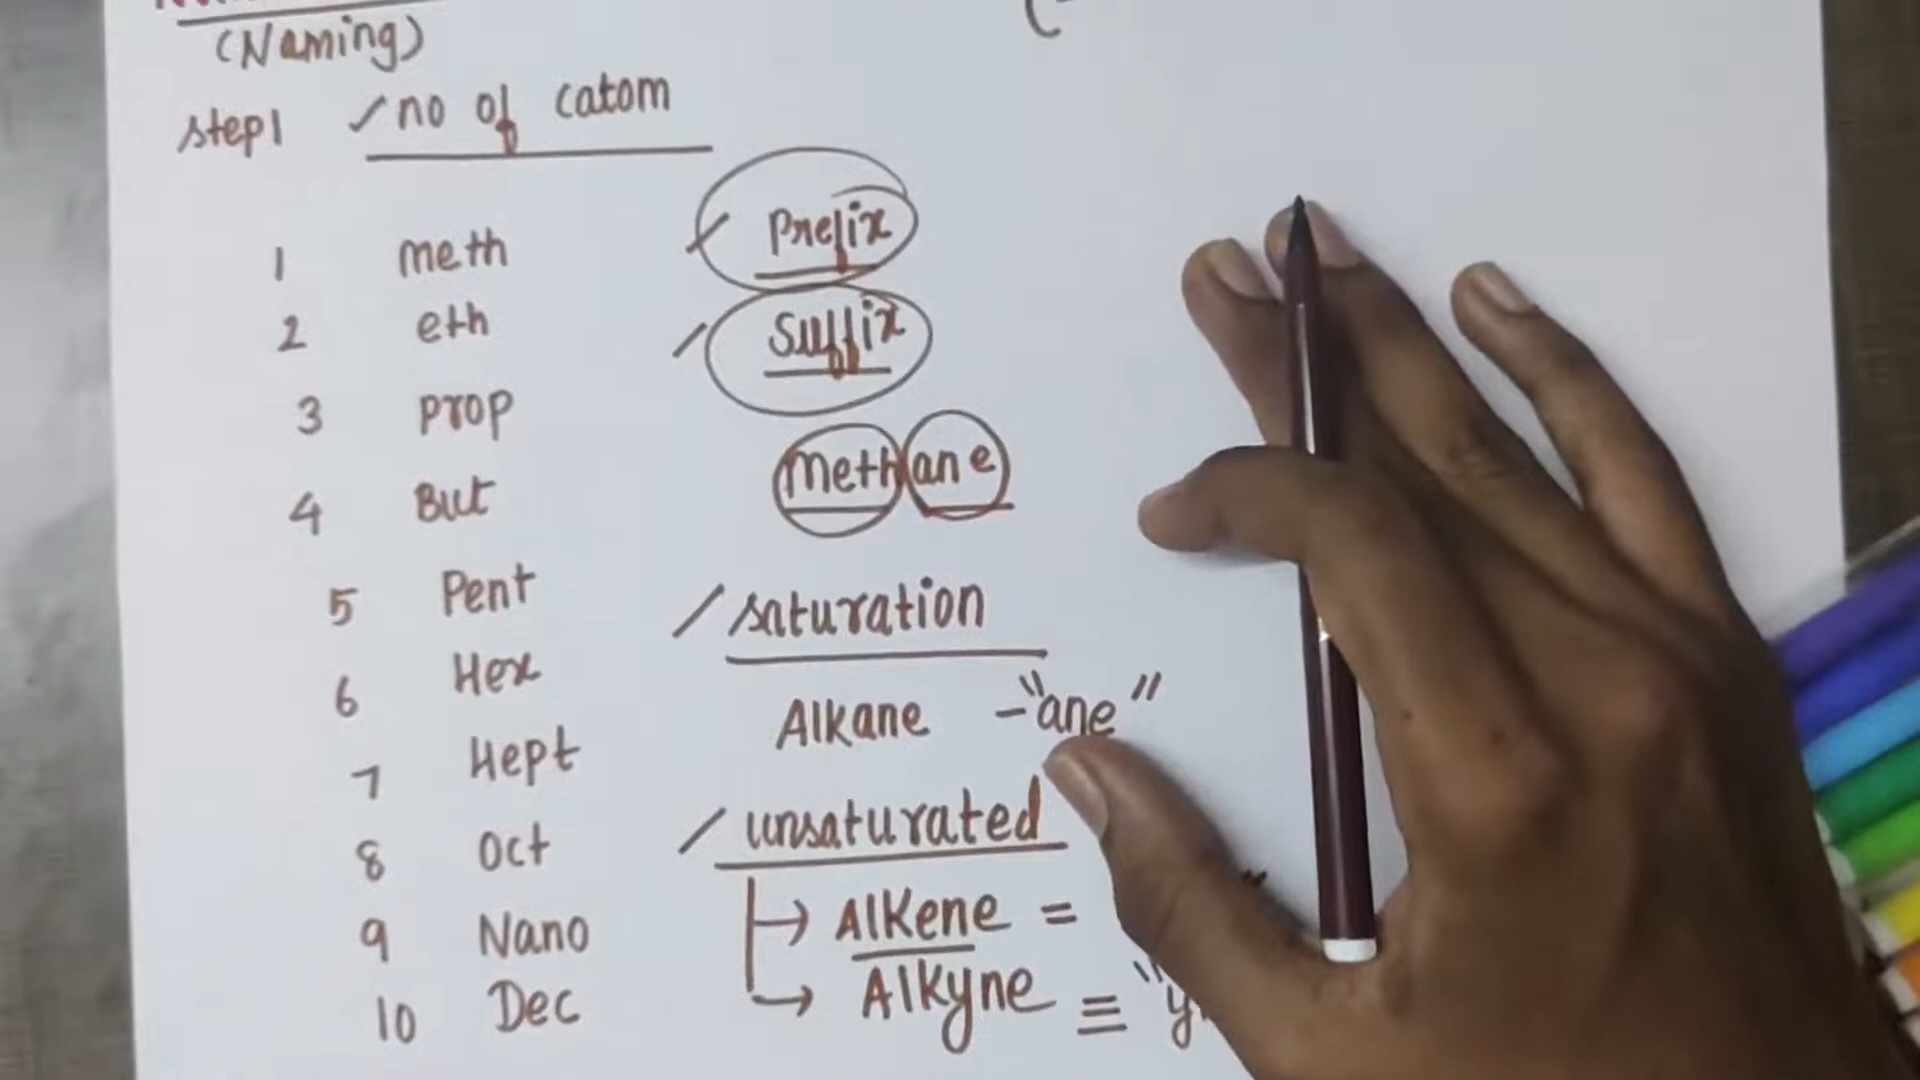 (Naming)
step1 ✓ no of catom
1 meth
2 eth
3 prop
4 But
5 Pent
6 Hex
7 Hept
8 oct
9 Nano
10 Dec
Prefix
Suffix
Methane
saturation
Alkane - "ane"
unsaturated
→ Alkene =
→ Alkyne ≡